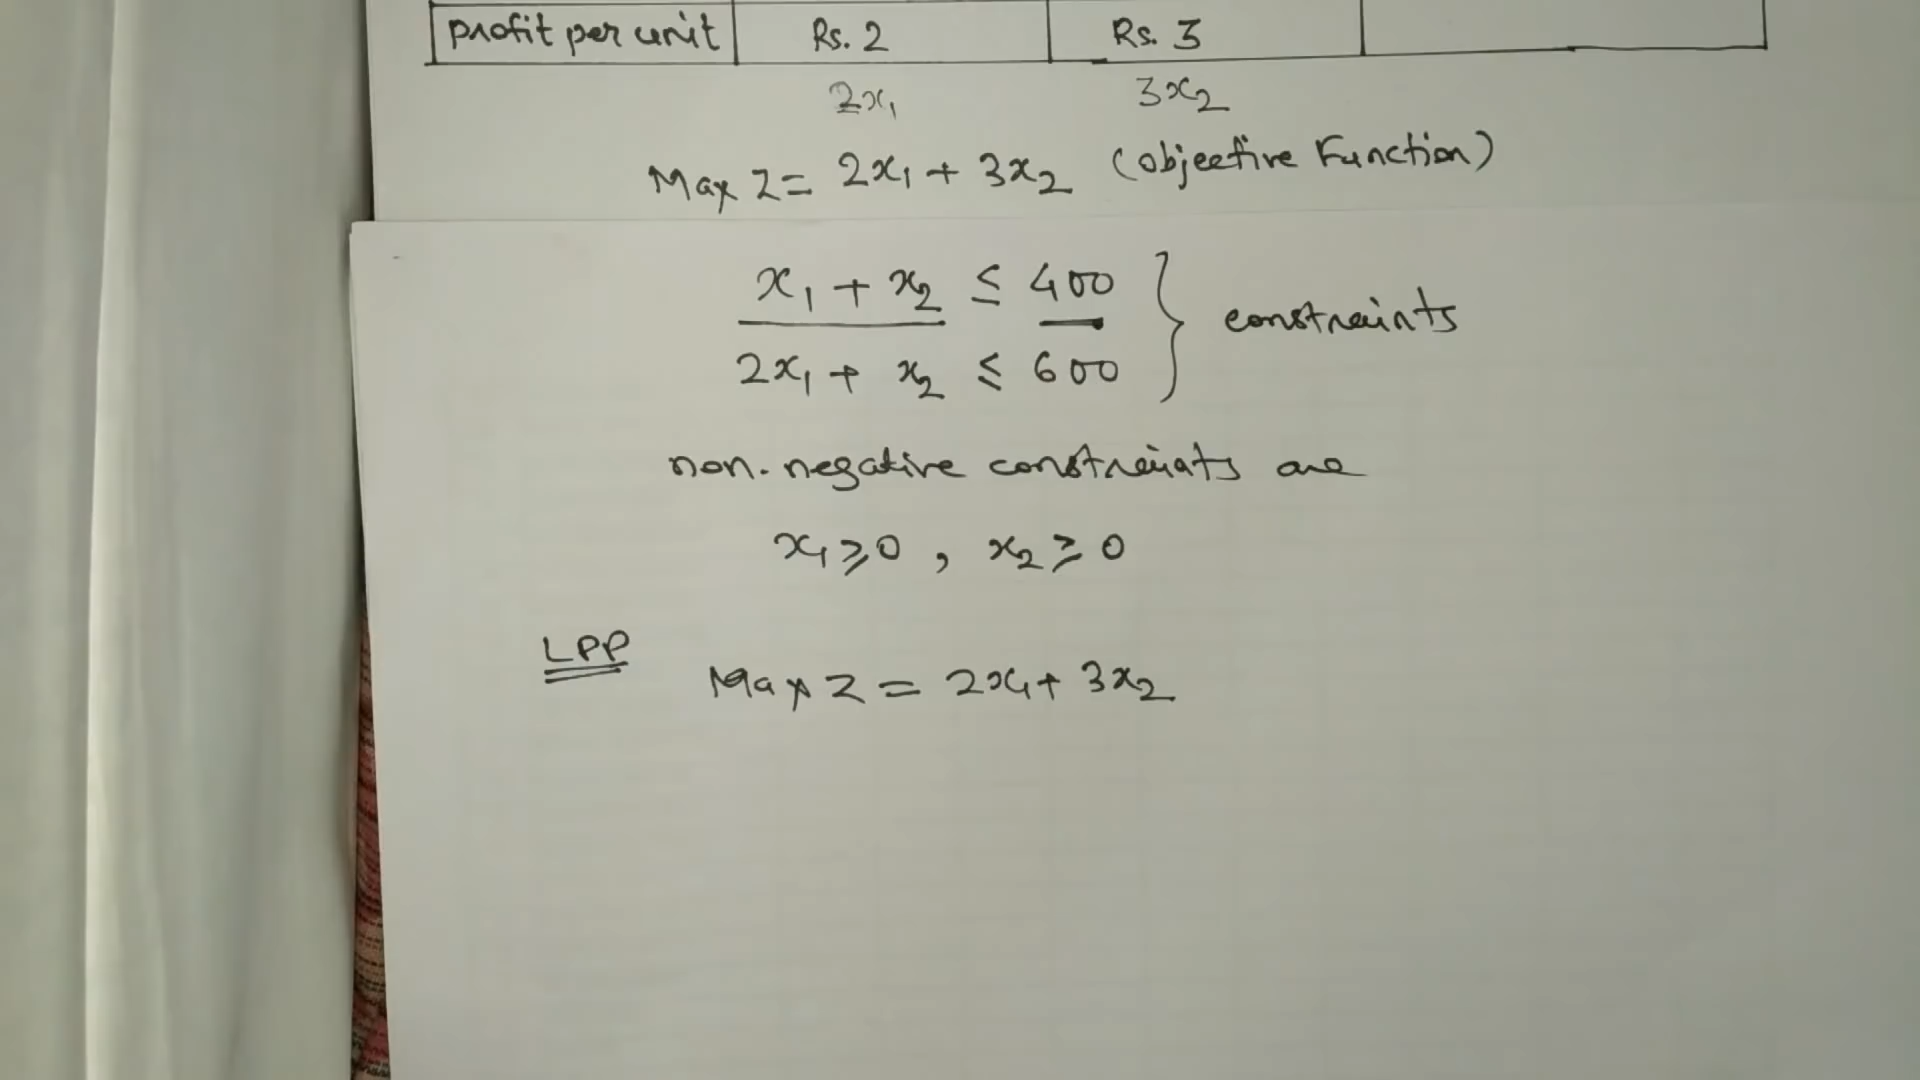 profit per unit Rs. 2 Rs. 3
2x₁ 3x₂
Max Z = 2x₁ + 3x₂ (objective Function)
x₁ + x₂ ≤ 400
constraints
2x₁ + x₂ ≤ 600
non-negative constraints are
x₁ ≥ 0 , x₂ ≥ 0
LPP
Max Z = 2x₁ + 3x₂